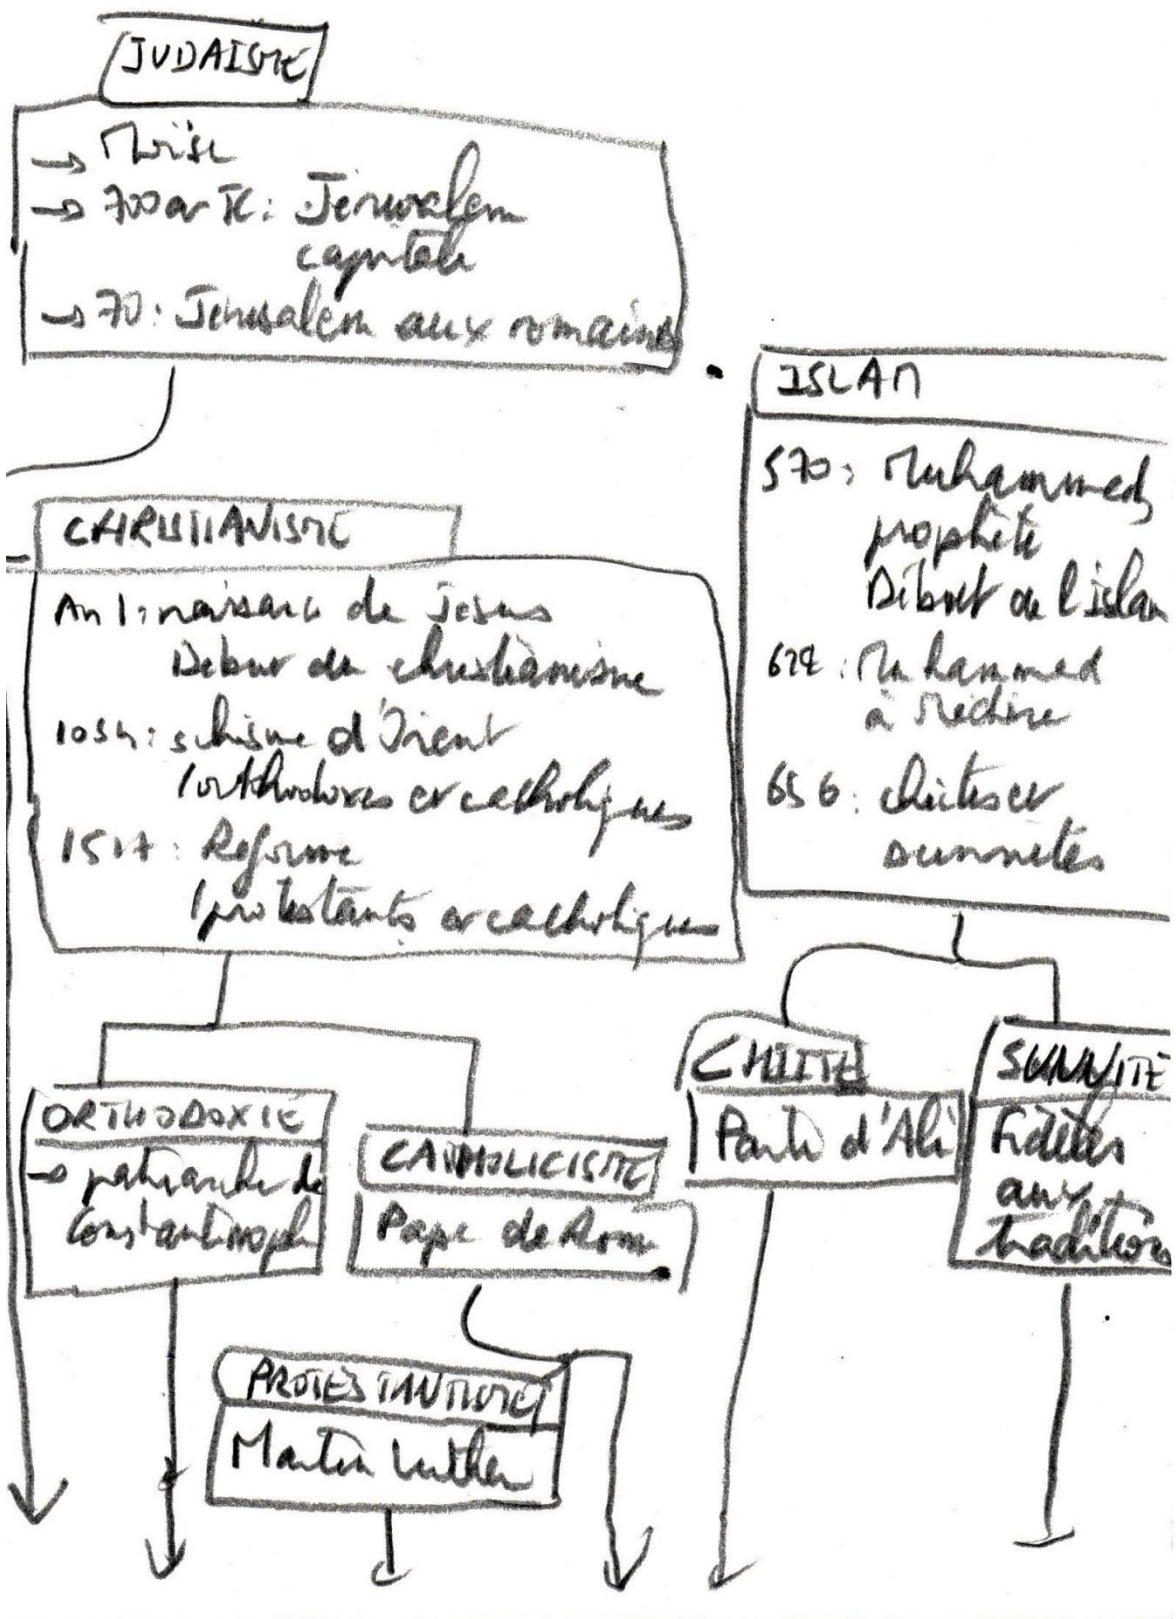 JUDAISME
→ Moïse
→ 700 av JC: Jerusalem
capitale
→ 70: Jerusalem aux romains
ISLAM
570: Muhammed,
prophète
Début de l'islam
622: Muhammed
à Médine
656: chiites et
sunnites
CHRISTIANISME
An 1: naissance de Jesus
Debut du christianisme
1054: schisme d'Orient
/orthodoxes et catholiques
1517: Reforme
/protestants et catholiques
ORTHODOXIE
→ patriarche de
Constantinople
CATHOLICISME
Pape de Rome
PROTESTANTISME
Martin Luther
CHIITE
Parti d'Ali
SUNNITE
Fidèles
aux
traditions